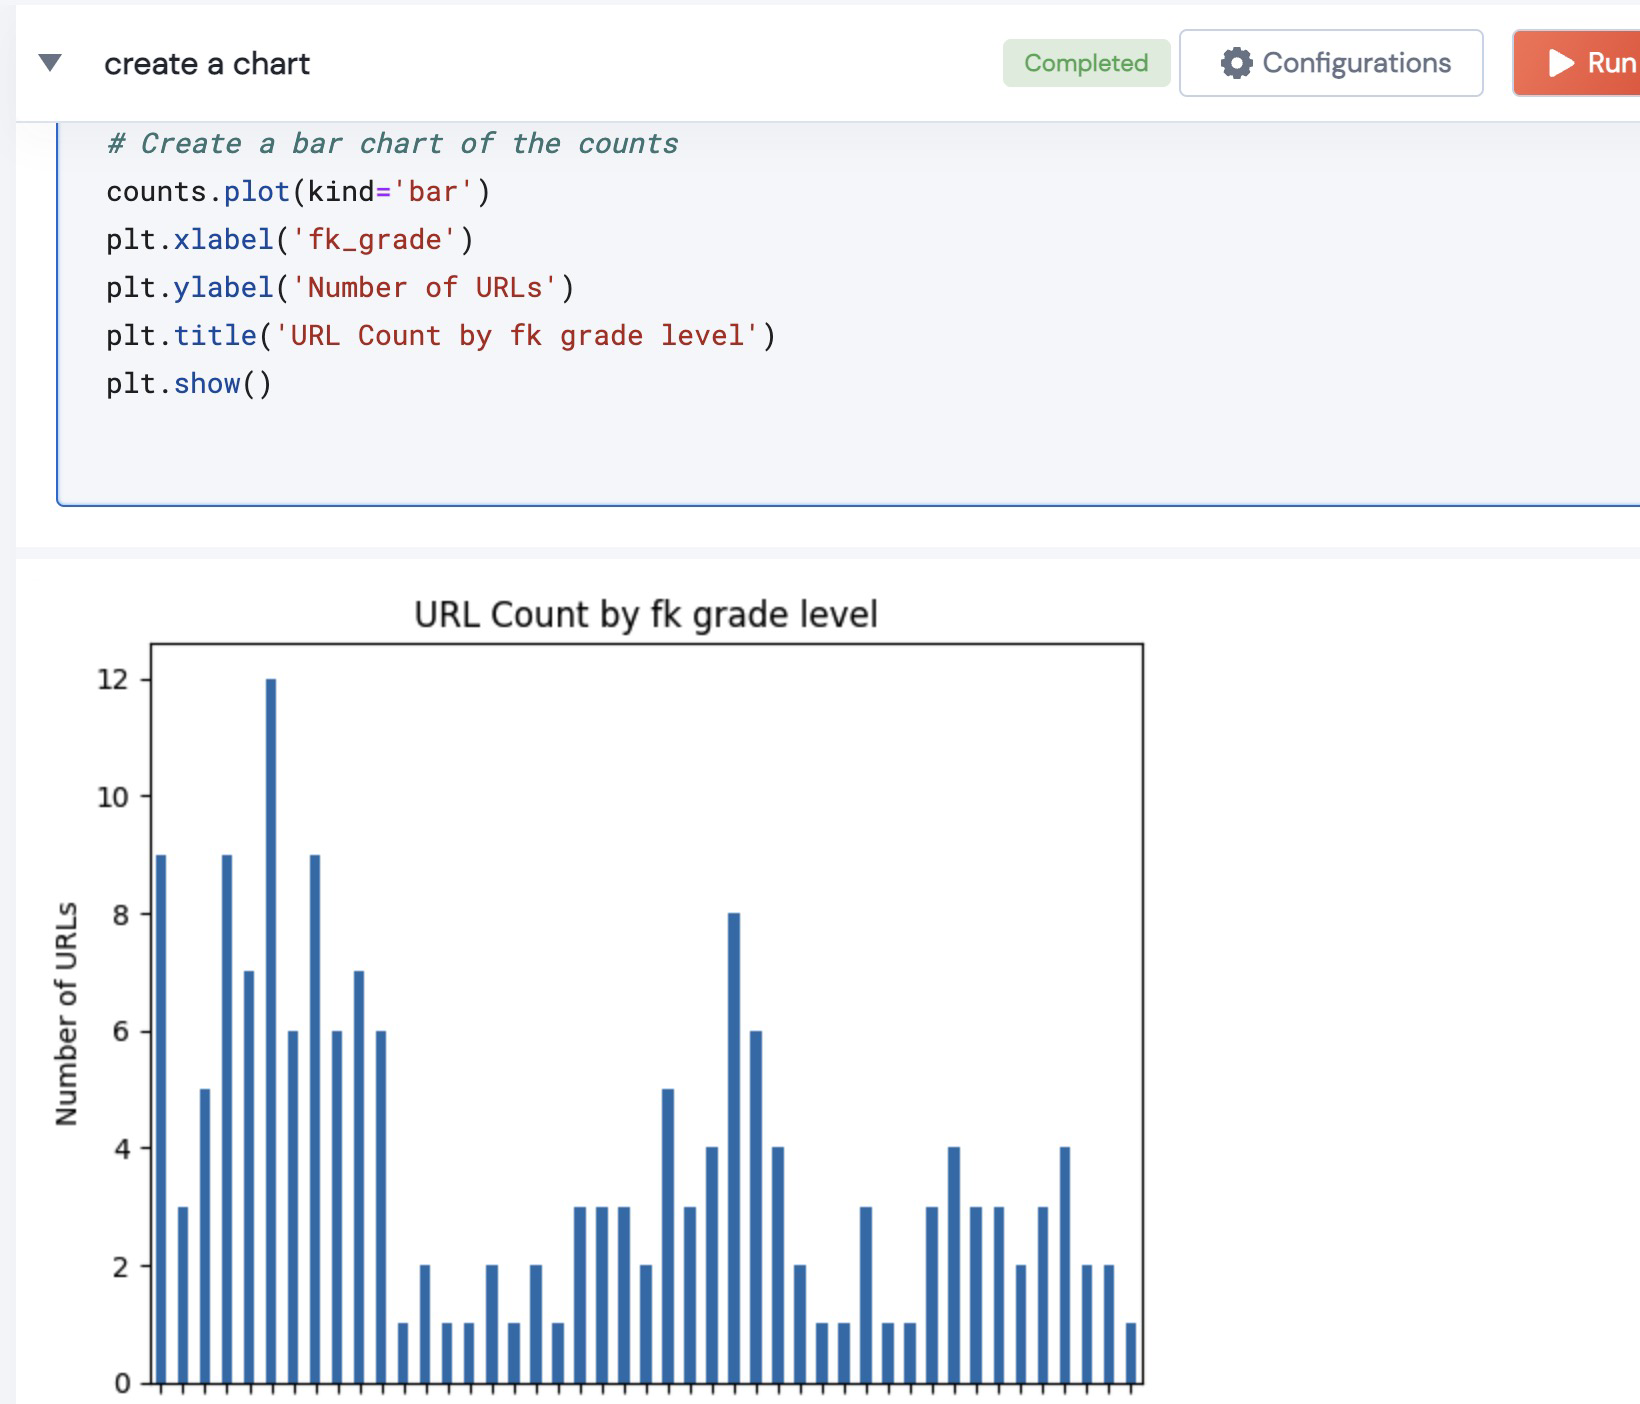 create a chart
Completed
Configurations
Run
# Create a bar chart of the counts
counts.plot(kind='bar')
plt.xlabel('fk_grade')
plt.ylabel('Number of URLs')
plt.title('URL Count by fk grade level')
plt.show()
URL Count by fk grade level
12
10
8
6
4
2
0
Number of URLs